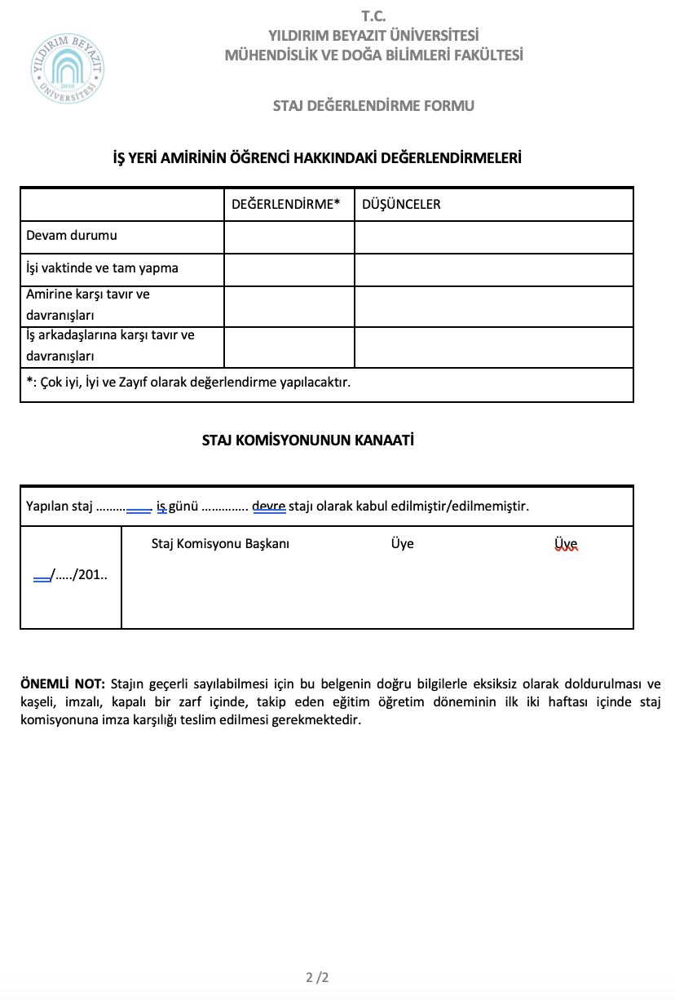 T.C.
YILDIRIM BEYAZIT ÜNİVERSİTESİ
MÜHENDİSLİK VE DOĞA BİLİMLERİ FAKÜLTESİ
YILDIRIM BEYAZIT
2010
ÜNİVERSİTESİ
STAJ DEĞERLENDİRME FORMU
İŞ YERİ AMİRİNİN ÖĞRENCİ HAKKINDAKİ DEĞERLENDİRMELERİ
DEĞERLENDİRME* DÜŞÜNCELER
Devam durumu
İşi vaktinde ve tam yapma
Amirine karşı tavır ve
davranışları
İş arkadaşlarına karşı tavır ve
davranışları
*: Çok iyi, İyi ve Zayıf olarak değerlendirme yapılacaktır.
STAJ KOMİSYONUNUN KANAATİ
Yapılan staj ................. iş günü .............. devre stajı olarak kabul edilmiştir/edilmemiştir.
Staj Komisyonu Başkanı Üye Üye
...../...../201..
ÖNEMLİ NOT: Stajın geçerli sayılabilmesi için bu belgenin doğru bilgilerle eksiksiz olarak doldurulması ve
kaşeli, imzalı, kapalı bir zarf içinde, takip eden eğitim öğretim döneminin ilk iki haftası içinde staj
komisyonuna imza karşılığı teslim edilmesi gerekmektedir.
2 /2